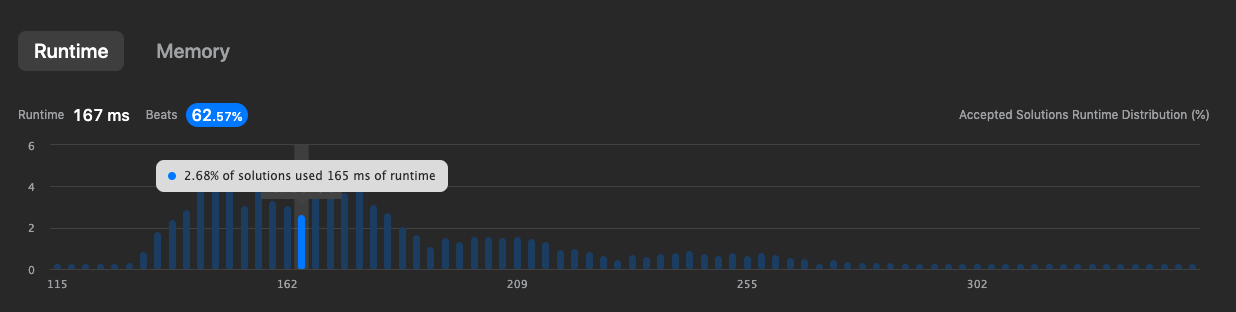 Runtime Memory
Runtime 167 ms Beats 62.57% Accepted Solutions Runtime Distribution (%)
6
2.68% of solutions used 165 ms of runtime
4
2
0
115 162 209 255 302